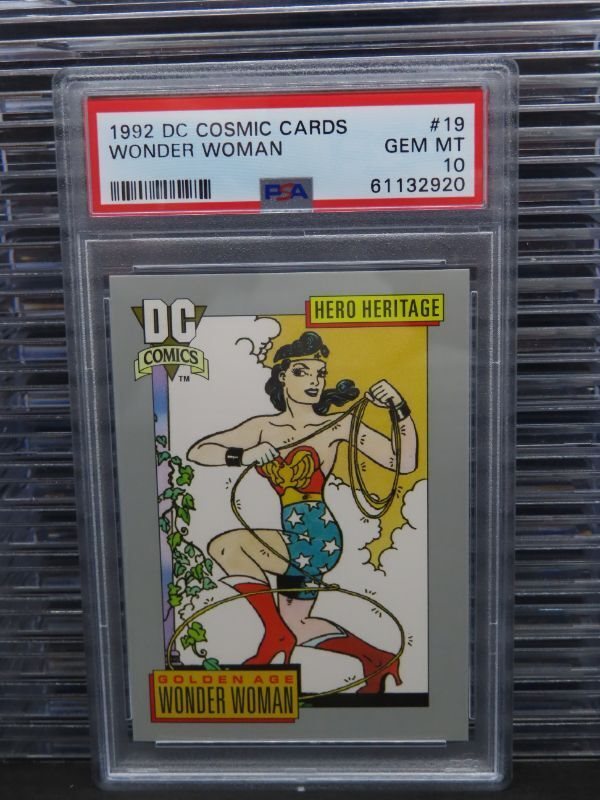 1992 DC COSMIC CARDS #19
WONDER WOMAN GEM MT
10
PSA 61132920
DC
COMICS
TM
HERO HERITAGE
GOLDEN AGE
WONDER WOMAN